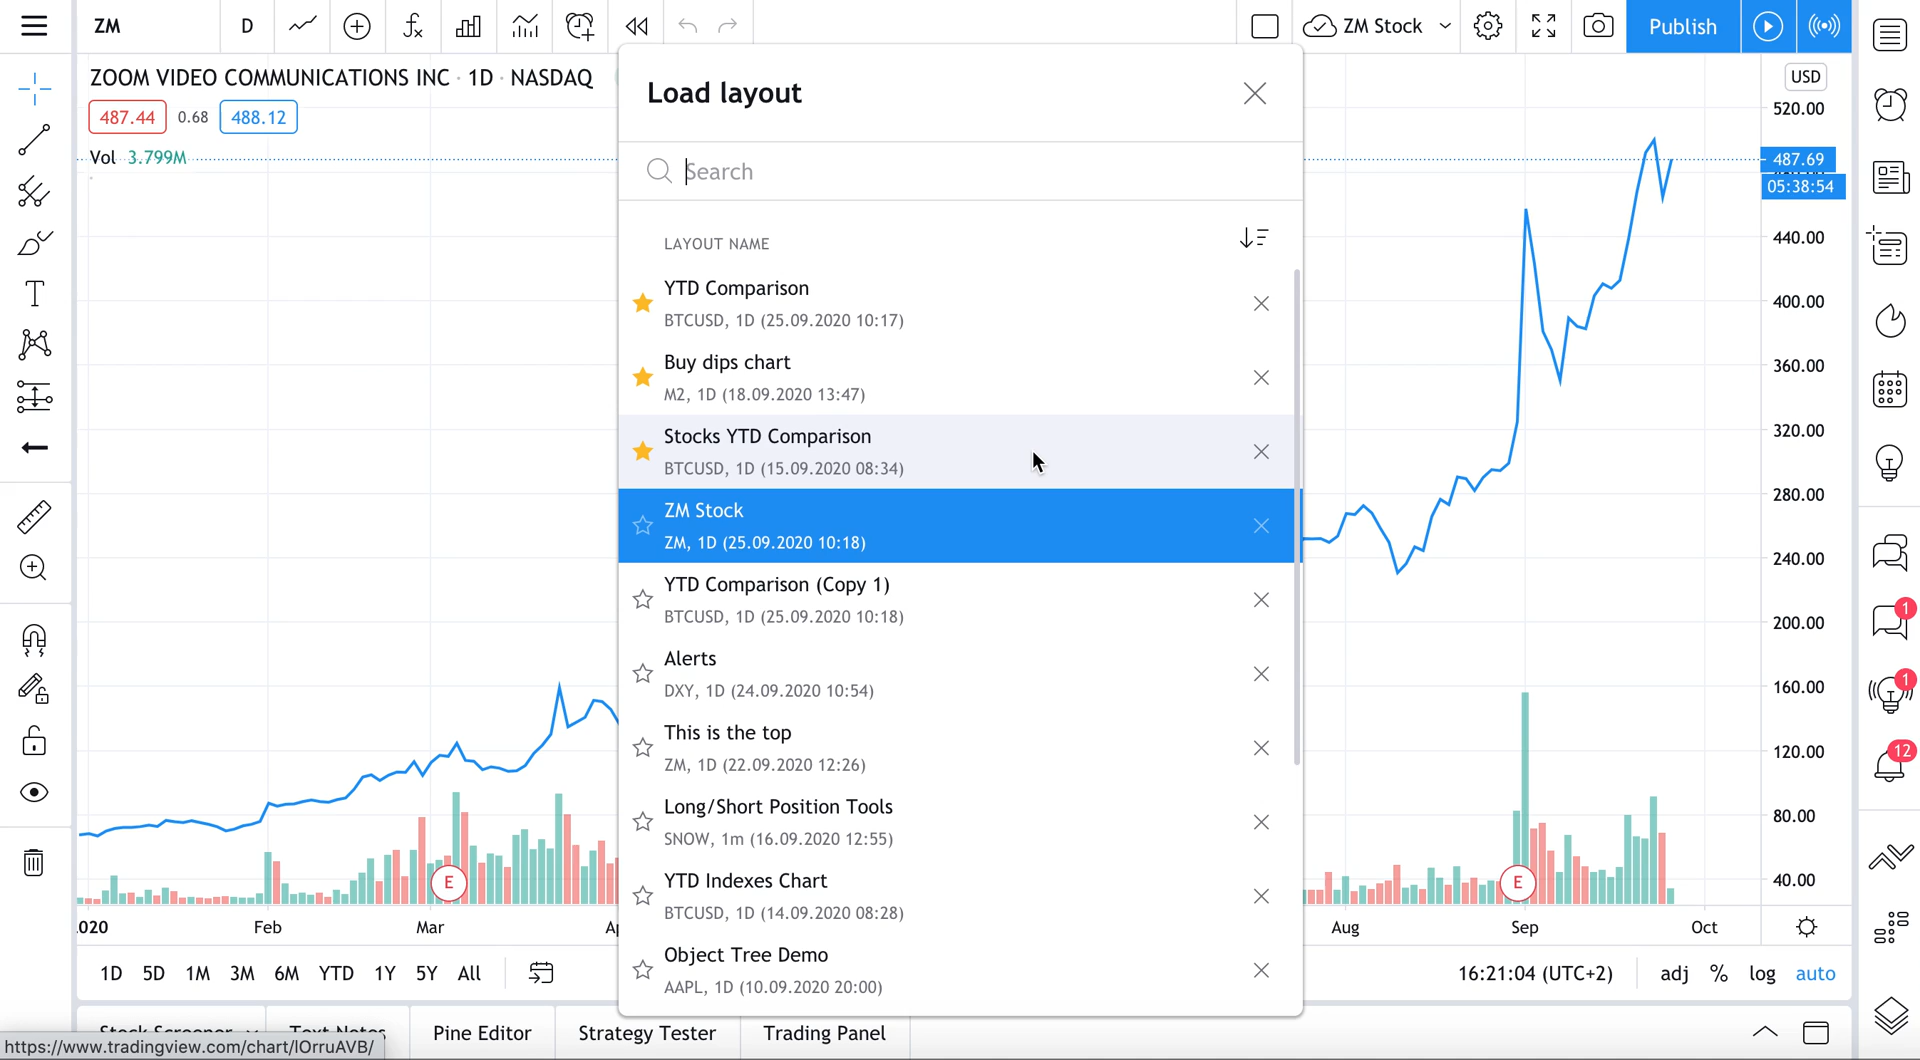 ZM
D
ZM Stock
Publish
ZOOM VIDEO COMMUNICATIONS INC · 1D · NASDAQ
487.44 0.68 488.12
Vol 3.799M
Load layout
Search
LAYOUT NAME
YTD Comparison
BTCUSD, 1D (25.09.2020 10:17)
Buy dips chart
M2, 1D (18.09.2020 13:47)
Stocks YTD Comparison
BTCUSD, 1D (15.09.2020 08:34)
ZM Stock
ZM, 1D (25.09.2020 10:18)
YTD Comparison (Copy 1)
BTCUSD, 1D (25.09.2020 10:18)
Alerts
DXY, 1D (24.09.2020 10:54)
This is the top
ZM, 1D (22.09.2020 12:26)
Long/Short Position Tools
SNOW, 1m (16.09.2020 12:55)
YTD Indexes Chart
BTCUSD, 1D (14.09.2020 08:28)
Object Tree Demo
AAPL, 1D (10.09.2020 20:00)
USD
520.00
487.69
05:38:54
440.00
400.00
360.00
320.00
280.00
240.00
200.00
160.00
120.00
80.00
40.00
1
1
12
E
E
Feb Mar Aug Sep Oct
1D 5D 1M 3M 6M YTD 1Y 5Y All
16:21:04 (UTC+2) adj % log auto
Stock Screener Text Notes Pine Editor Strategy Tester Trading Panel
https://www.tradingview.com/chart/lOrruAVB/